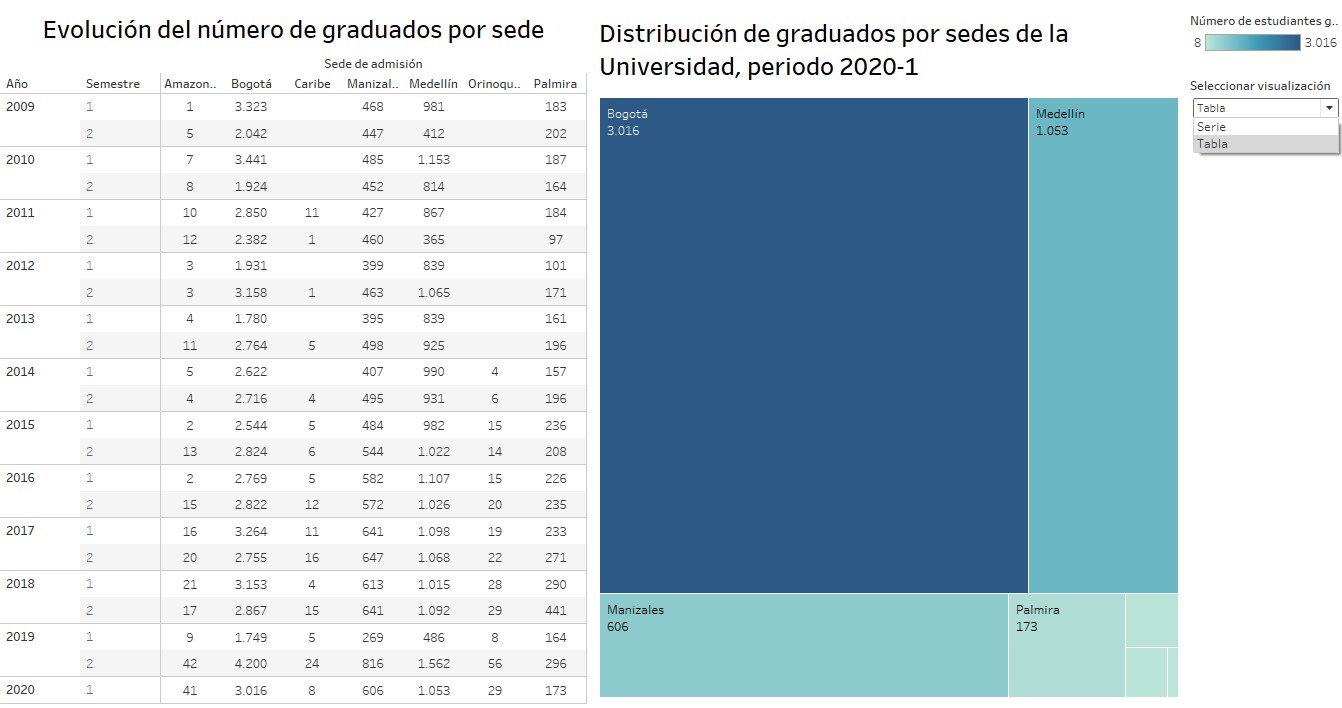 Evolución del número de graduados por sede
Sede de admisión
Año Semestre Amazon.. Bogotá Caribe Manizal.. Medellín Orinoqu.. Palmira
2009 1 1 3.323 468 981 183
2 5 2.042 447 412 202
2010 1 7 3.441 485 1.153 187
2 8 1.924 452 814 164
2011 1 10 2.850 11 427 867 184
2 12 2.382 1 460 365 97
2012 1 3 1.931 399 839 101
2 3 3.158 1 463 1.065 171
2013 1 4 1.780 395 839 161
2 11 2.764 5 498 925 196
2014 1 5 2.622 407 990 4 157
2 4 2.716 4 495 931 6 196
2015 1 2 2.544 5 484 982 15 236
2 13 2.824 6 544 1.022 14 208
2016 1 2 2.769 5 582 1.107 15 226
2 15 2.822 12 572 1.026 20 235
2017 1 16 3.264 11 641 1.098 19 233
2 20 2.755 16 647 1.068 22 271
2018 1 21 3.153 4 613 1.015 28 290
2 17 2.867 15 641 1.092 29 441
2019 1 9 1.749 5 269 486 8 164
2 42 4.200 24 816 1.562 56 296
2020 1 41 3.016 8 606 1.053 29 173
Distribución de graduados por sedes de la
Universidad, periodo 2020-1
Bogotá
3.016
Medellín
1.053
Manizales
606
Palmira
173
Número de estudiantes g..
8 3.016
Seleccionar visualización
Tabla
Serie
Tabla